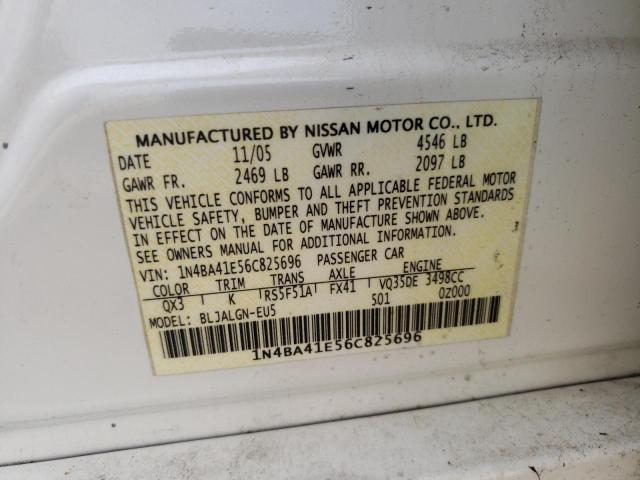 MANUFACTURED BY NISSAN MOTOR CO., LTD.
DATE 11/05 GVWR 4546 LB
GAWR FR. 2469 LB GAWR RR. 2097 LB
THIS VEHICLE CONFORMS TO ALL APPLICABLE FEDERAL MOTOR
VEHICLE SAFETY, BUMPER AND THEFT PREVENTION STANDARDS
IN EFFECT ON THE DATE OF MANUFACTURE SHOWN ABOVE.
SEE OWNERS MANUAL FOR ADDITIONAL INFORMATION.
VIN: 1N4BA41E56C825696 PASSENGER CAR
COLOR TRIM TRANS AXLE ENGINE
QX3 K RS5F51A FX41 VQ35DE 3498CC
MODEL: BLJALGN-EU5 501 0Z000
1N4BA41E56C825696